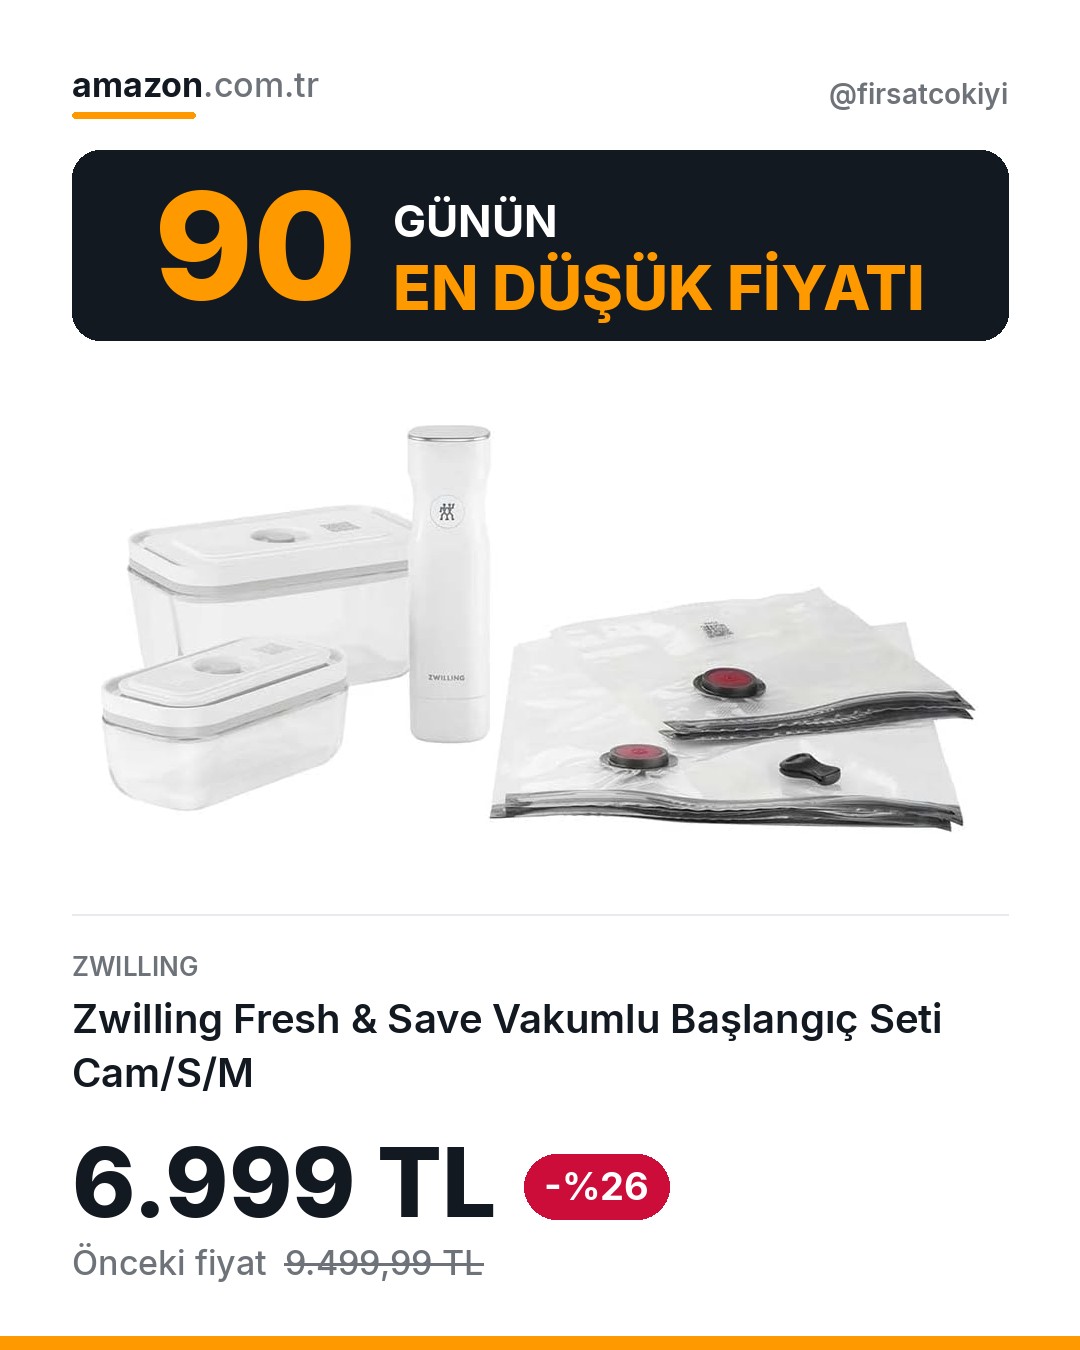 amazon.com.tr
@firsatcokiyi
90
GÜNÜN
EN DÜŞÜK FİYATI
ZWILLING
ZWILLING
Zwilling Fresh & Save Vakumlu Başlangıç Seti
Cam/S/M
6.999 TL
-%26
Önceki fiyat 9.499,99 TL